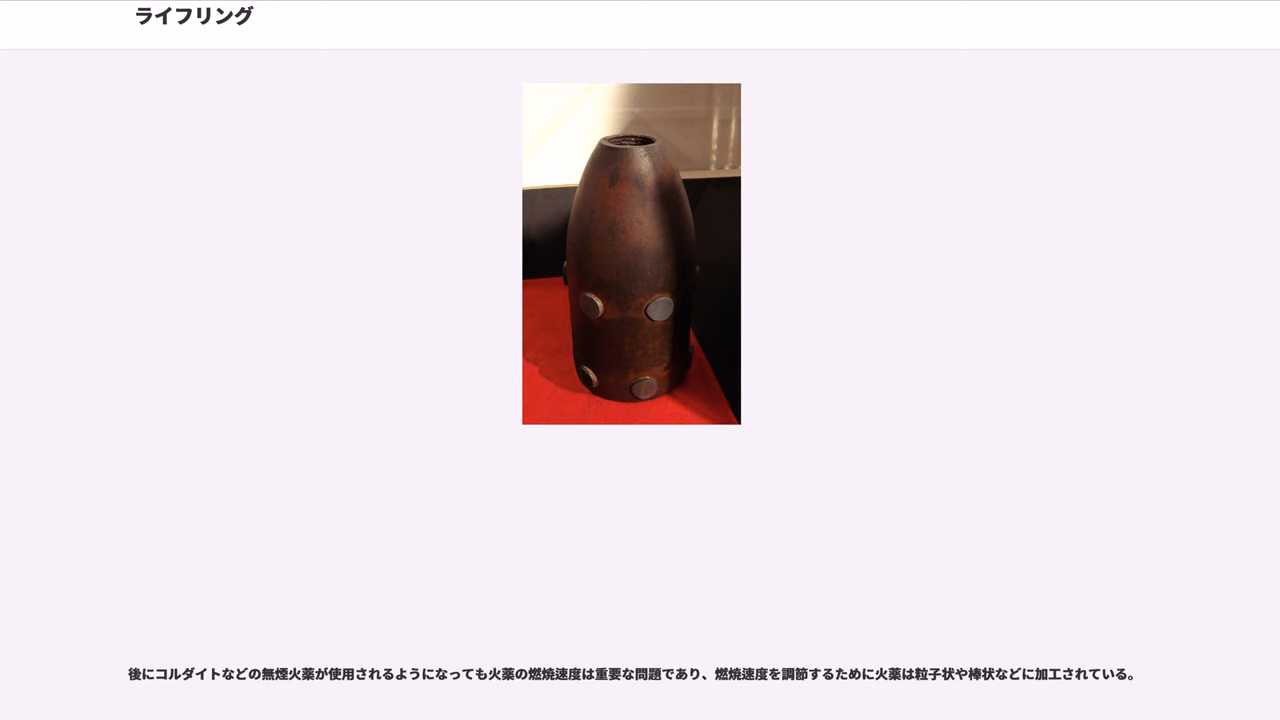 ライフリング
後にコルダイトなどの無煙火薬が使用されるようになっても火薬の燃焼速度は重要な問題であり、燃焼速度を調節するために火薬は粒子状や棒状などに加工されている。